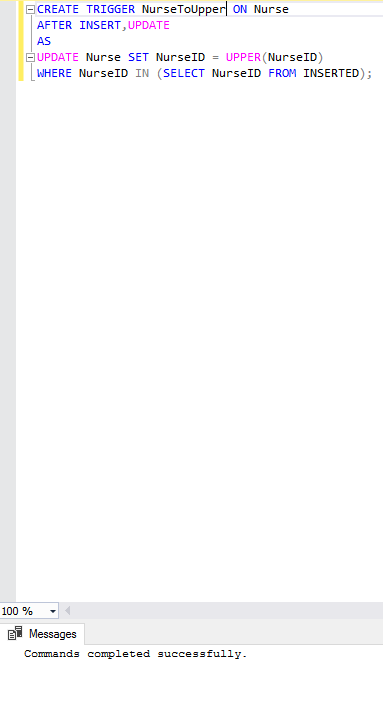 CREATE TRIGGER NurseToUpper ON Nurse
AFTER INSERT,UPDATE
AS
UPDATE Nurse SET NurseID = UPPER(NurseID)
WHERE NurseID IN (SELECT NurseID FROM INSERTED);
100 %
Messages
Commands completed successfully.